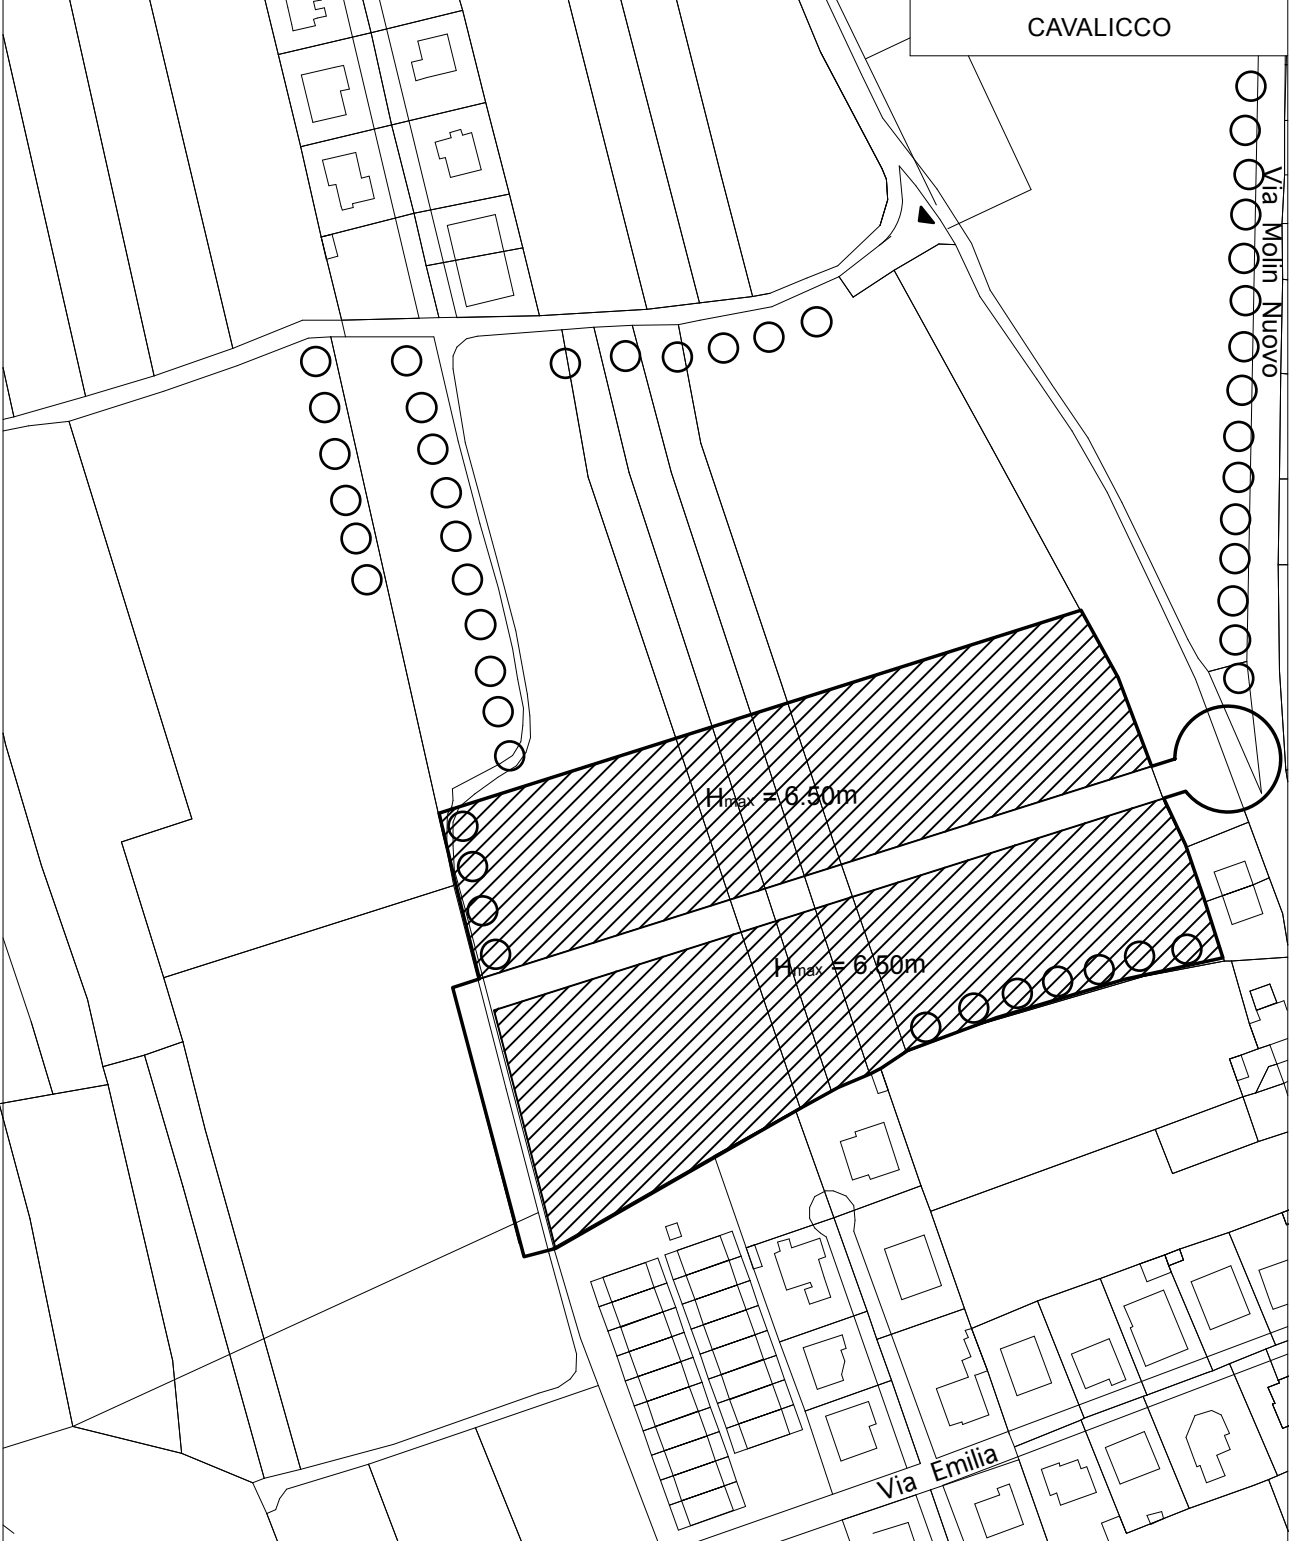 CAVALICCO
Via Molin Nuovo
Hmax = 6.50m
Hmax = 6.50m
Via Emilia